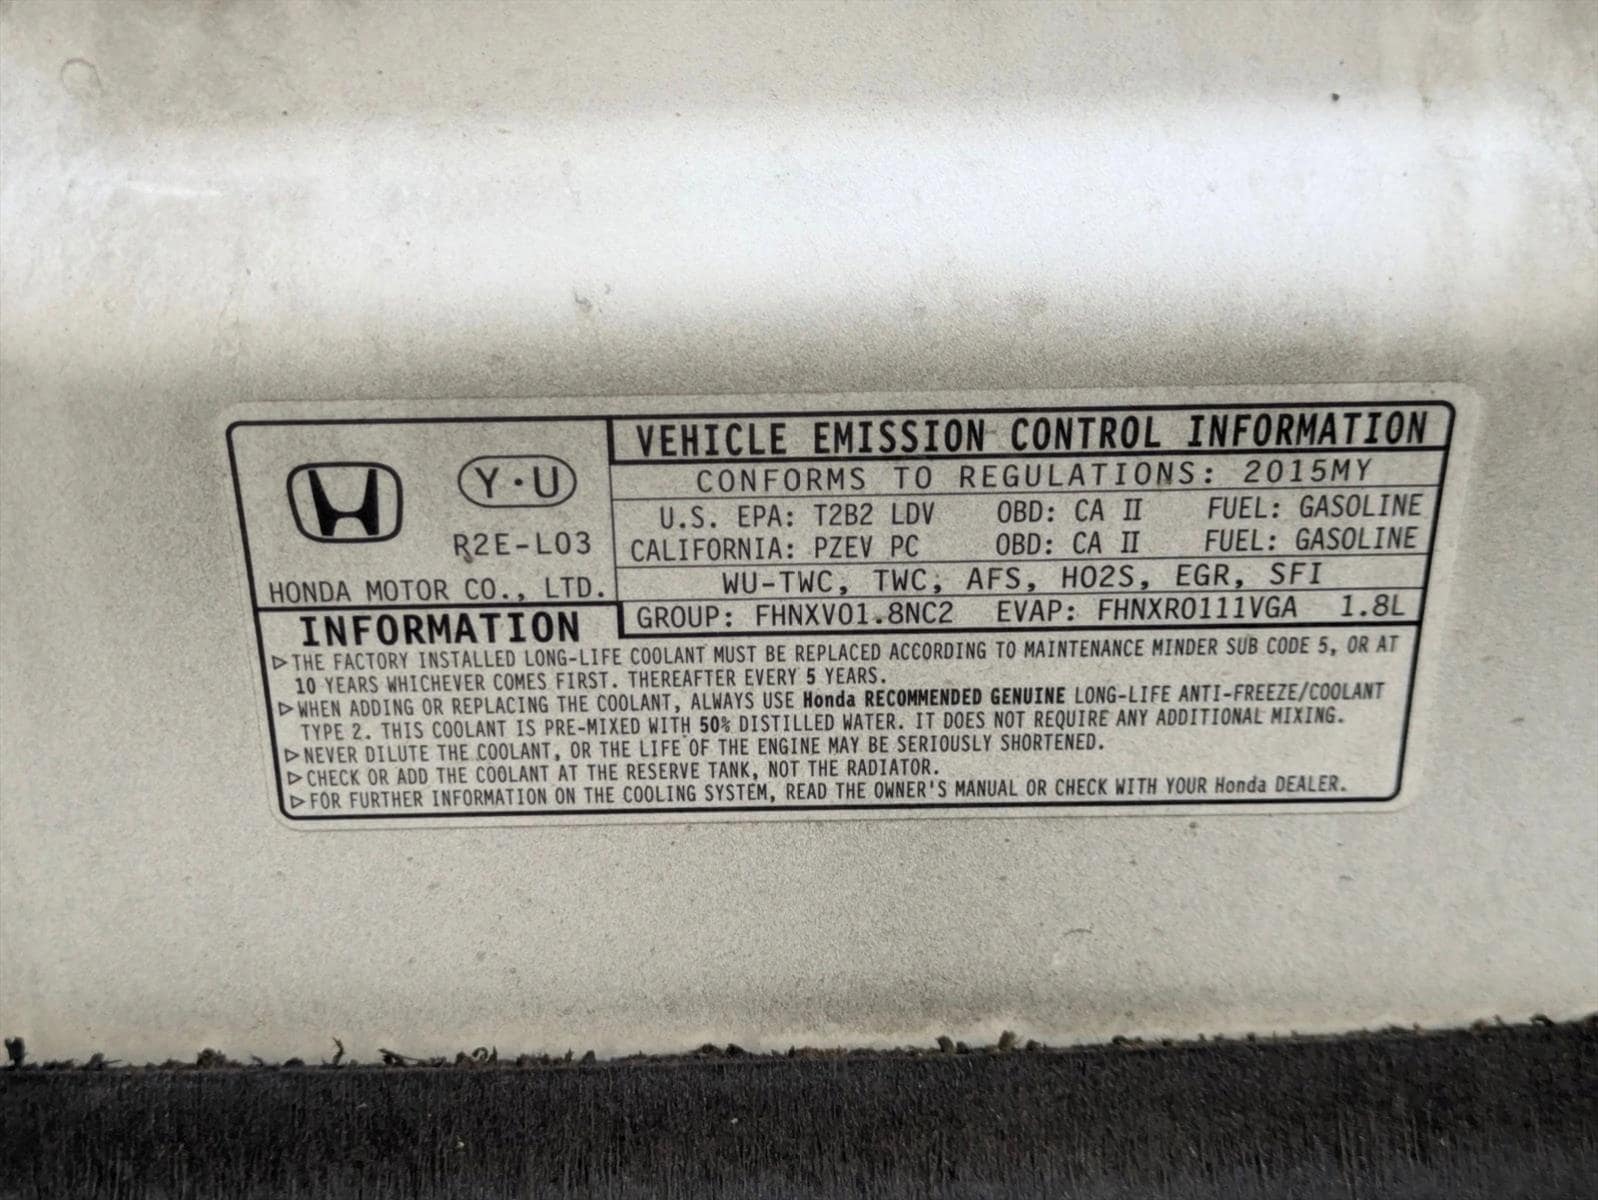 VEHICLE EMISSION CONTROL INFORMATION
Y·U
CONFORMS TO REGULATIONS: 2015MY
R2E-L03
U.S. EPA: T2B2 LDV OBD: CA II FUEL: GASOLINE
CALIFORNIA: PZEV PC OBD: CA II FUEL: GASOLINE
HONDA MOTOR CO., LTD.
WU-TWC, TWC, AFS, HO2S, EGR, SFI
GROUP: FHNXV01.8NC2 EVAP: FHNXR0111VGA 1.8L
INFORMATION
▷THE FACTORY INSTALLED LONG-LIFE COOLANT MUST BE REPLACED ACCORDING TO MAINTENANCE MINDER SUB CODE 5, OR AT
10 YEARS WHICHEVER COMES FIRST. THEREAFTER EVERY 5 YEARS.
▷WHEN ADDING OR REPLACING THE COOLANT, ALWAYS USE Honda RECOMMENDED GENUINE LONG-LIFE ANTI-FREEZE/COOLANT
TYPE 2. THIS COOLANT IS PRE-MIXED WITH 50% DISTILLED WATER. IT DOES NOT REQUIRE ANY ADDITIONAL MIXING.
▷NEVER DILUTE THE COOLANT, OR THE LIFE OF THE ENGINE MAY BE SERIOUSLY SHORTENED.
▷CHECK OR ADD THE COOLANT AT THE RESERVE TANK, NOT THE RADIATOR.
▷FOR FURTHER INFORMATION ON THE COOLING SYSTEM, READ THE OWNER'S MANUAL OR CHECK WITH YOUR Honda DEALER.